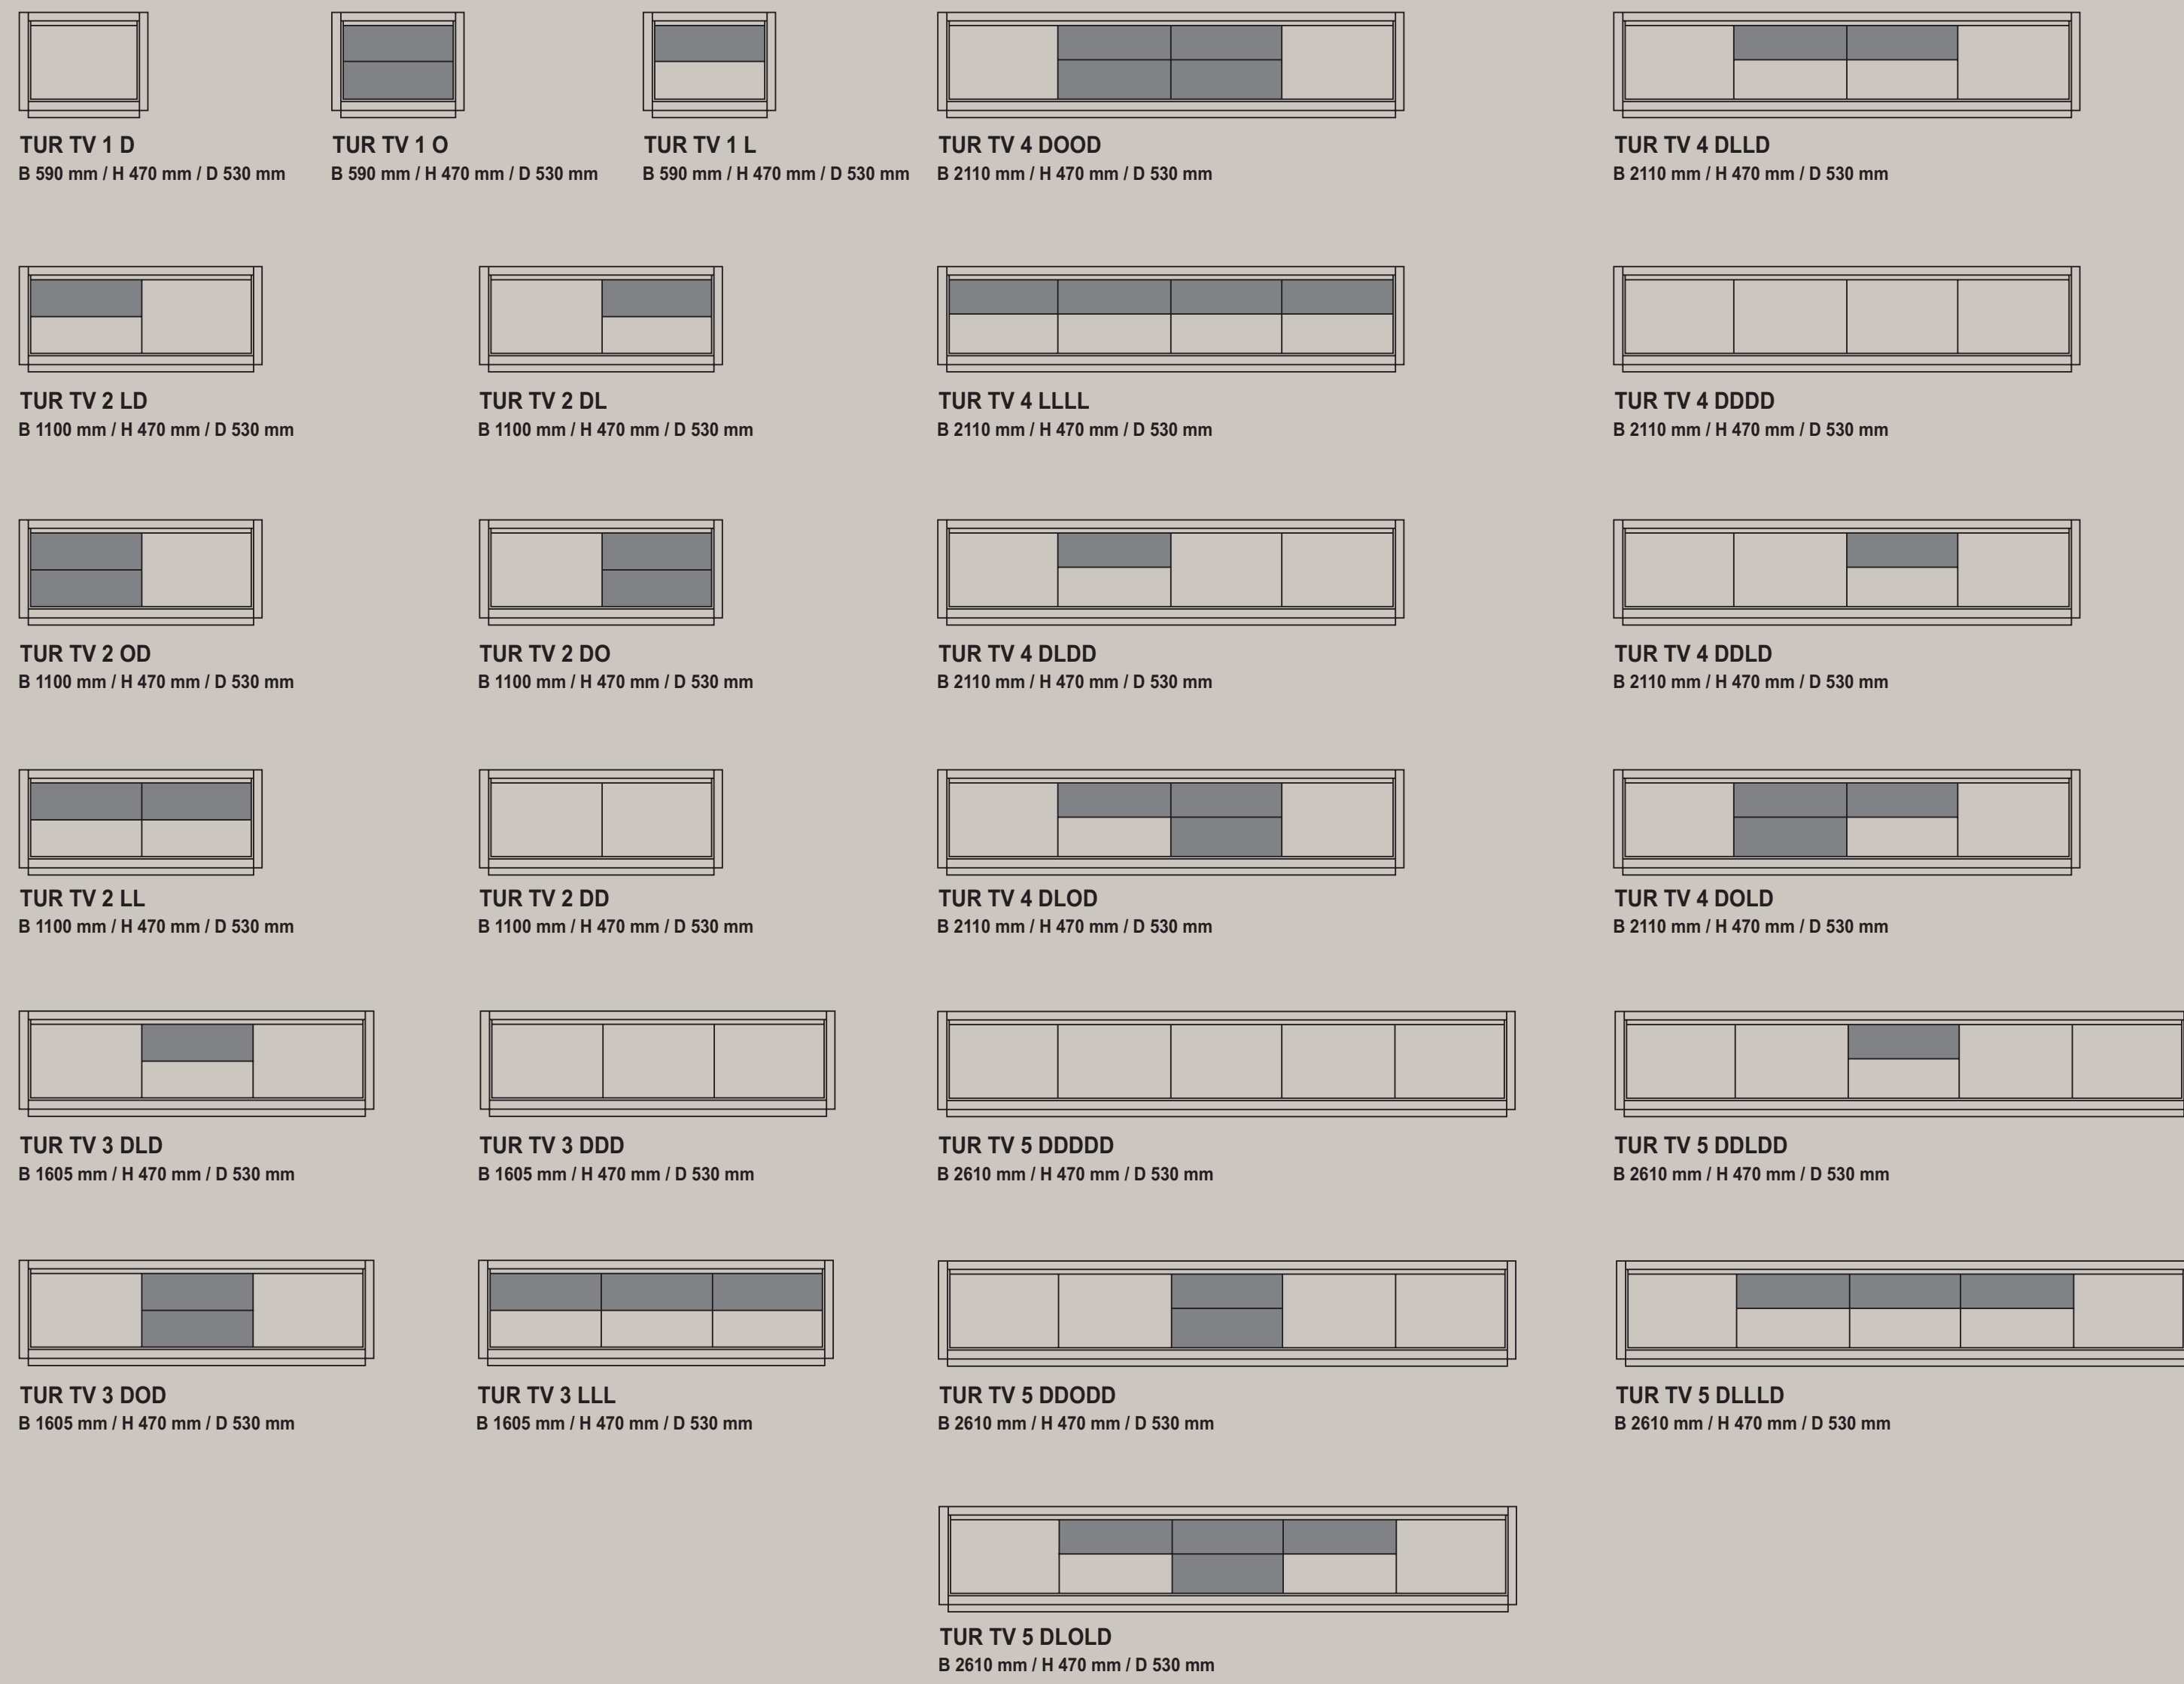 TUR TV 1 D
B 590 mm / H 470 mm / D 530 mm
TUR TV 1 O
B 590 mm / H 470 mm / D 530 mm
TUR TV 1 L
B 590 mm / H 470 mm / D 530 mm
TUR TV 4 DOOD
B 2110 mm / H 470 mm / D 530 mm
TUR TV 4 DLLD
B 2110 mm / H 470 mm / D 530 mm
TUR TV 2 LD
B 1100 mm / H 470 mm / D 530 mm
TUR TV 2 DL
B 1100 mm / H 470 mm / D 530 mm
TUR TV 4 LLLL
B 2110 mm / H 470 mm / D 530 mm
TUR TV 4 DDDD
B 2110 mm / H 470 mm / D 530 mm
TUR TV 2 OD
B 1100 mm / H 470 mm / D 530 mm
TUR TV 2 DO
B 1100 mm / H 470 mm / D 530 mm
TUR TV 4 DLDD
B 2110 mm / H 470 mm / D 530 mm
TUR TV 4 DDLD
B 2110 mm / H 470 mm / D 530 mm
TUR TV 2 LL
B 1100 mm / H 470 mm / D 530 mm
TUR TV 2 DD
B 1100 mm / H 470 mm / D 530 mm
TUR TV 4 DLOD
B 2110 mm / H 470 mm / D 530 mm
TUR TV 4 DOLD
B 2110 mm / H 470 mm / D 530 mm
TUR TV 3 DLD
B 1605 mm / H 470 mm / D 530 mm
TUR TV 3 DDD
B 1605 mm / H 470 mm / D 530 mm
TUR TV 5 DDDDD
B 2610 mm / H 470 mm / D 530 mm
TUR TV 5 DDLDD
B 2610 mm / H 470 mm / D 530 mm
TUR TV 3 DOD
B 1605 mm / H 470 mm / D 530 mm
TUR TV 3 LLL
B 1605 mm / H 470 mm / D 530 mm
TUR TV 5 DDODD
B 2610 mm / H 470 mm / D 530 mm
TUR TV 5 DLLLD
B 2610 mm / H 470 mm / D 530 mm
TUR TV 5 DLOLD
B 2610 mm / H 470 mm / D 530 mm